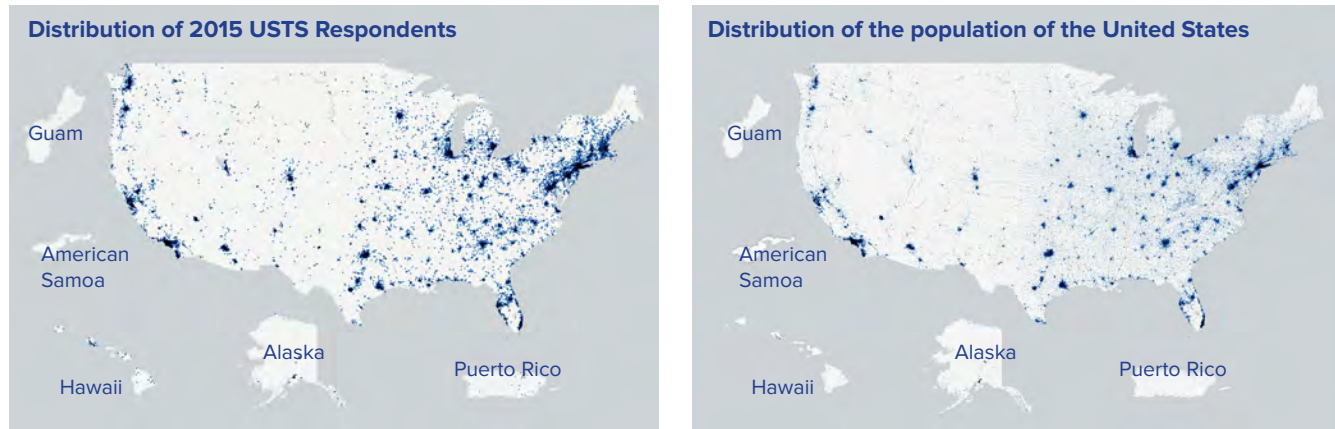 Distribution of 2015 USTS Respondents
Guam
American
Samoa
Alaska
Hawaii
Puerto Rico
Distribution of the population of the United States
Guam
American
Samoa
Alaska
Hawaii
Puerto Rico